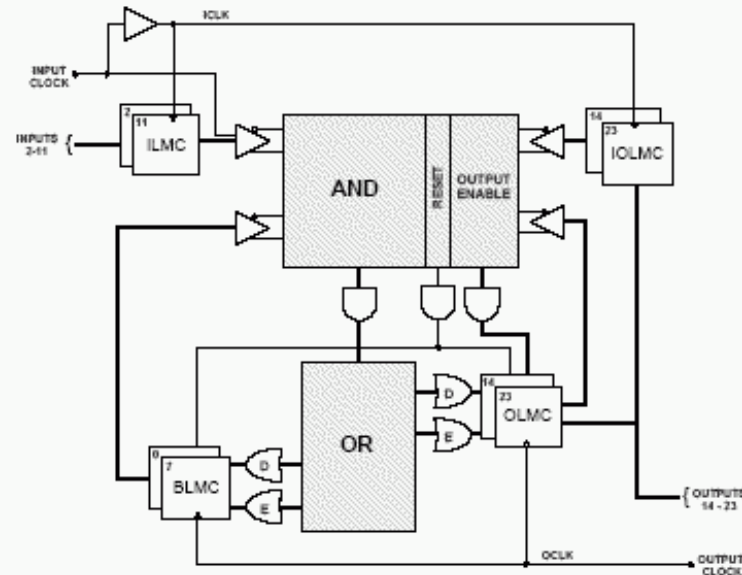 ICLK
INPUT
CLOCK
2
11
ILMC
INPUTS
2-11
{
AND
RESET
OUTPUT
ENABLE
14
23
IOLMC
OR
D
E
14
23
OLMC
0
7
BLMC
D
E
{ OUTPUTS
14 - 23
OCLK
OUTPUT
CLOCK